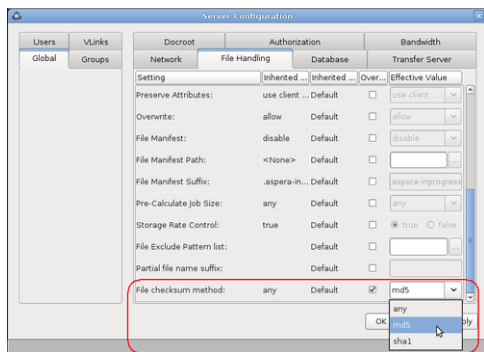 Server Configuration
Users VLinks
Global Groups
Docroot Authorization Bandwidth
Network File Handling Database Transfer Server
Setting Inherited ... Inherited ... Over... Effective Value
Preserve Attributes: use client ... Default use client ...
Overwrite: allow Default allow
File Manifest: disable Default disable
File Manifest Path: <None> Default ...
File Manifest Suffix: .aspera-in... Default aspera-inprogress
Pre-Calculate Job Size: any Default any
Storage Rate Control: true Default true false
File Exclude Pattern list: Default ...
Partial file name suffix: Default
File checksum method: any Default md5
any
md5
sha1
OK ply